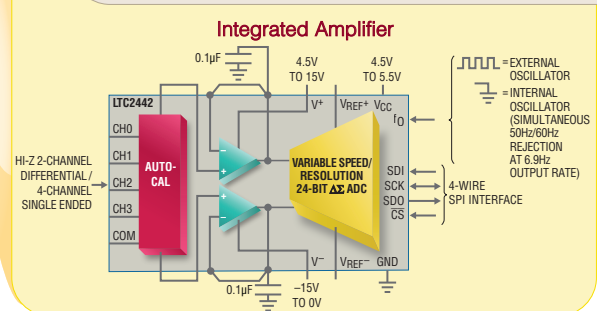 Integrated Amplifier
0.1µF
4.5V
TO 15V
4.5V
TO 5.5V
= EXTERNAL
OSCILLATOR
= INTERNAL
OSCILLATOR
(SIMULTANEOUS
50Hz/60Hz
REJECTION
AT 6.9Hz
OUTPUT RATE)
LTC2442
V+
VREF+
VCC
fO
CH0
CH1
CH2
CH3
COM
HI-Z 2-CHANNEL
DIFFERENTIAL/
4-CHANNEL
SINGLE ENDED
AUTO-
CAL
–
+
+
–
VARIABLE SPEED/
RESOLUTION
24-BIT ΔΣ ADC
SDI
SCK
SDO
CS
4-WIRE
SPI INTERFACE
V–
VREF–
GND
0.1µF
–15V
TO 0V